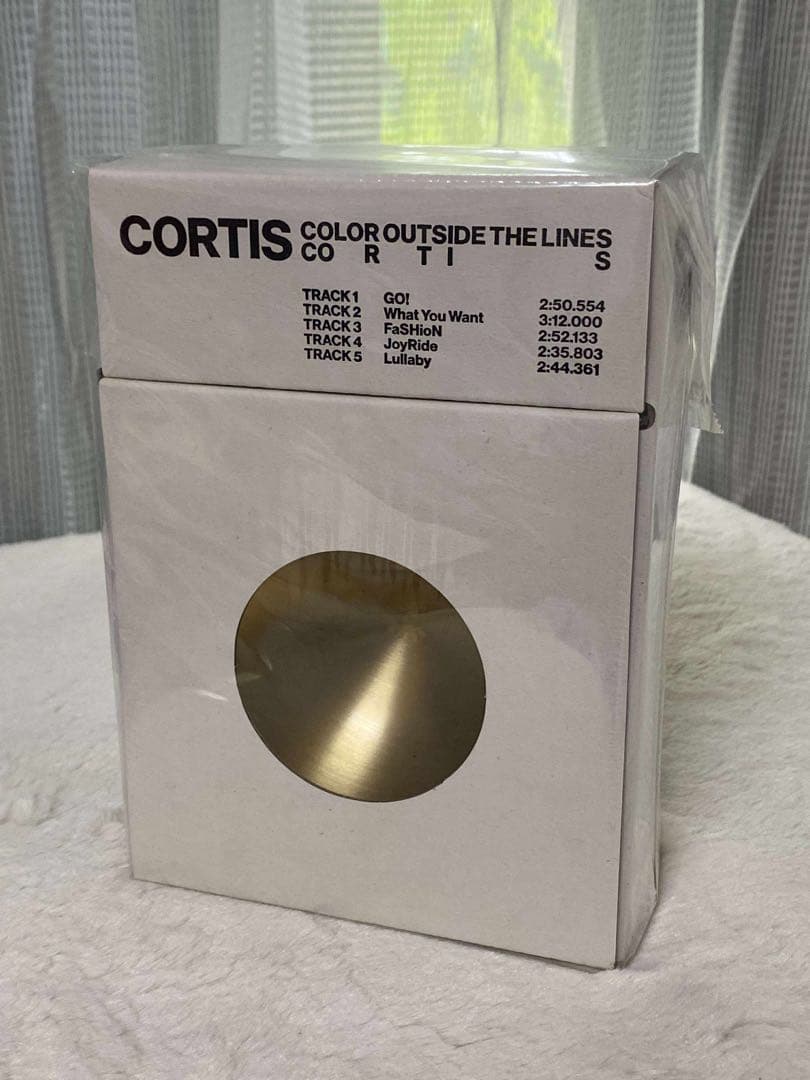 CORTIS COLOR OUTSIDE THE LINES
CO R T I S
TRACK 1 GO! 2:50.554
TRACK 2 What You Want 3:12.000
TRACK 3 FaSHioN 2:52.133
TRACK 4 JoyRide 2:35.803
TRACK 5 Lullaby 2:44.361